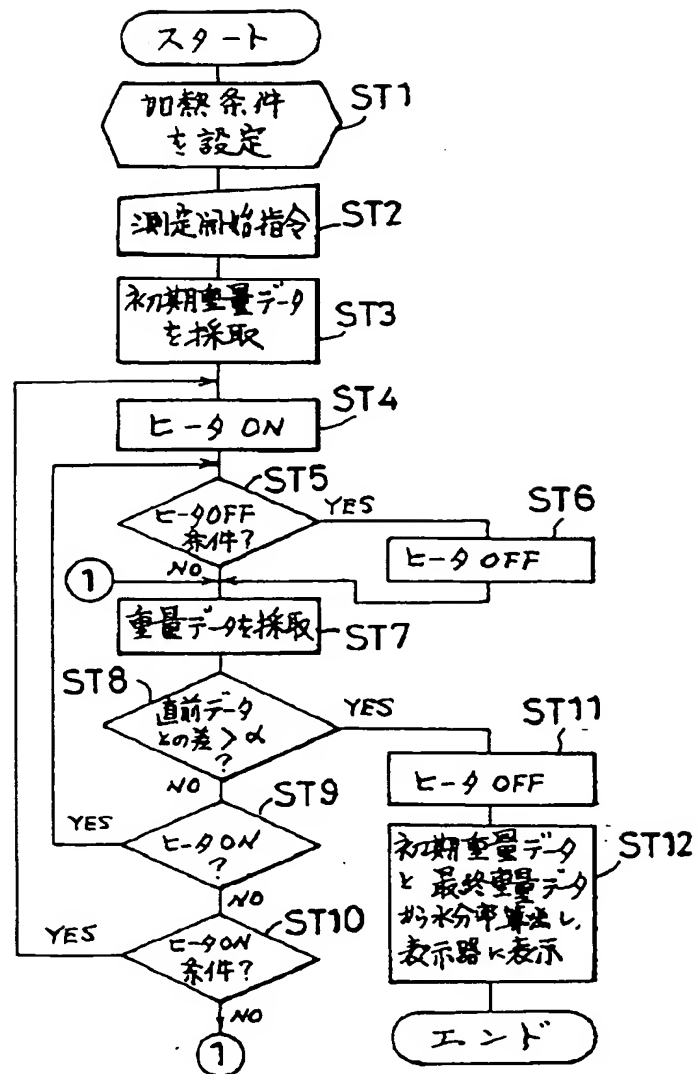 スタート
加熱条件
を設定
ST1
測定開始指令
ST2
初期重量データ
を採取
ST3
ヒータ ON
ST4
ST5
ヒータOFF
条件?
YES
NO
ST6
ヒータ OFF
1
重量データを採取
ST7
ST8
直前データ
との差>α
?
YES
NO
ST9
ヒータON
?
YES
NO
ST10
ヒータON
条件?
YES
NO
1
ST11
ヒータ OFF
初期重量データ
と最終重量データ
から水分率算出し、
表示器に表示
ST12
エンド